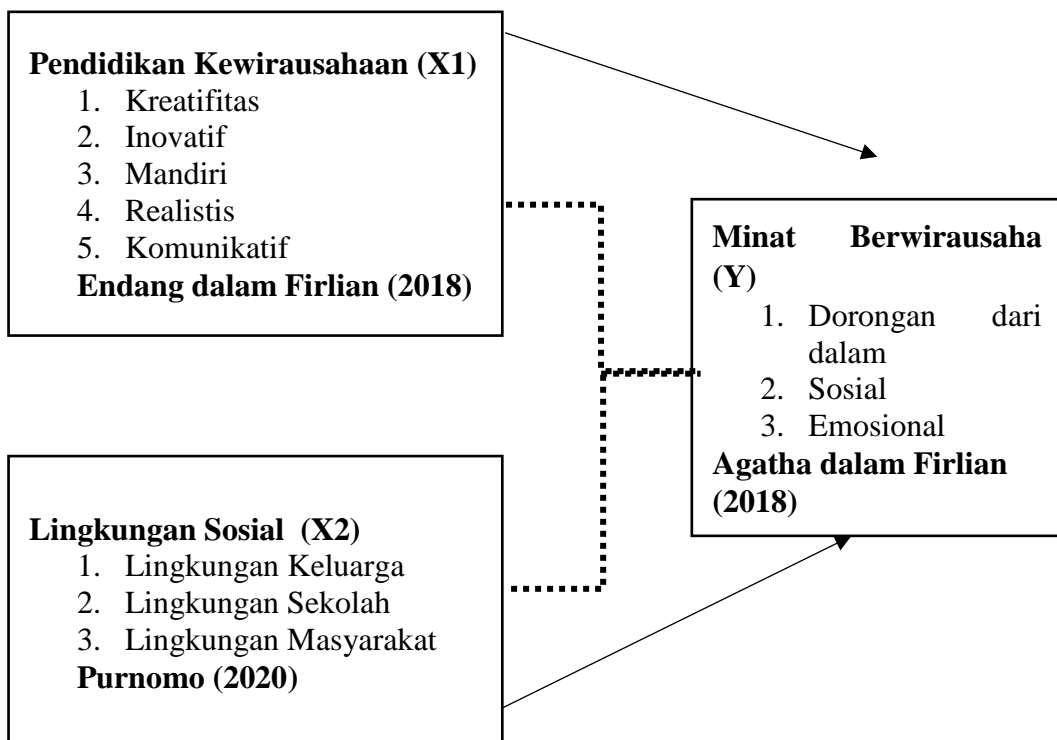 Pendidikan Kewirausahaan (X1)
1. Kreatifitas
2. Inovatif
3. Mandiri
4. Realistis
5. Komunikatif
Endang dalam Firlian (2018)
Minat Berwirausaha
(Y)
1. Dorongan dari
dalam
2. Sosial
3. Emosional
Agatha dalam Firlian
(2018)
Lingkungan Sosial (X2)
1. Lingkungan Keluarga
2. Lingkungan Sekolah
3. Lingkungan Masyarakat
Purnomo (2020)